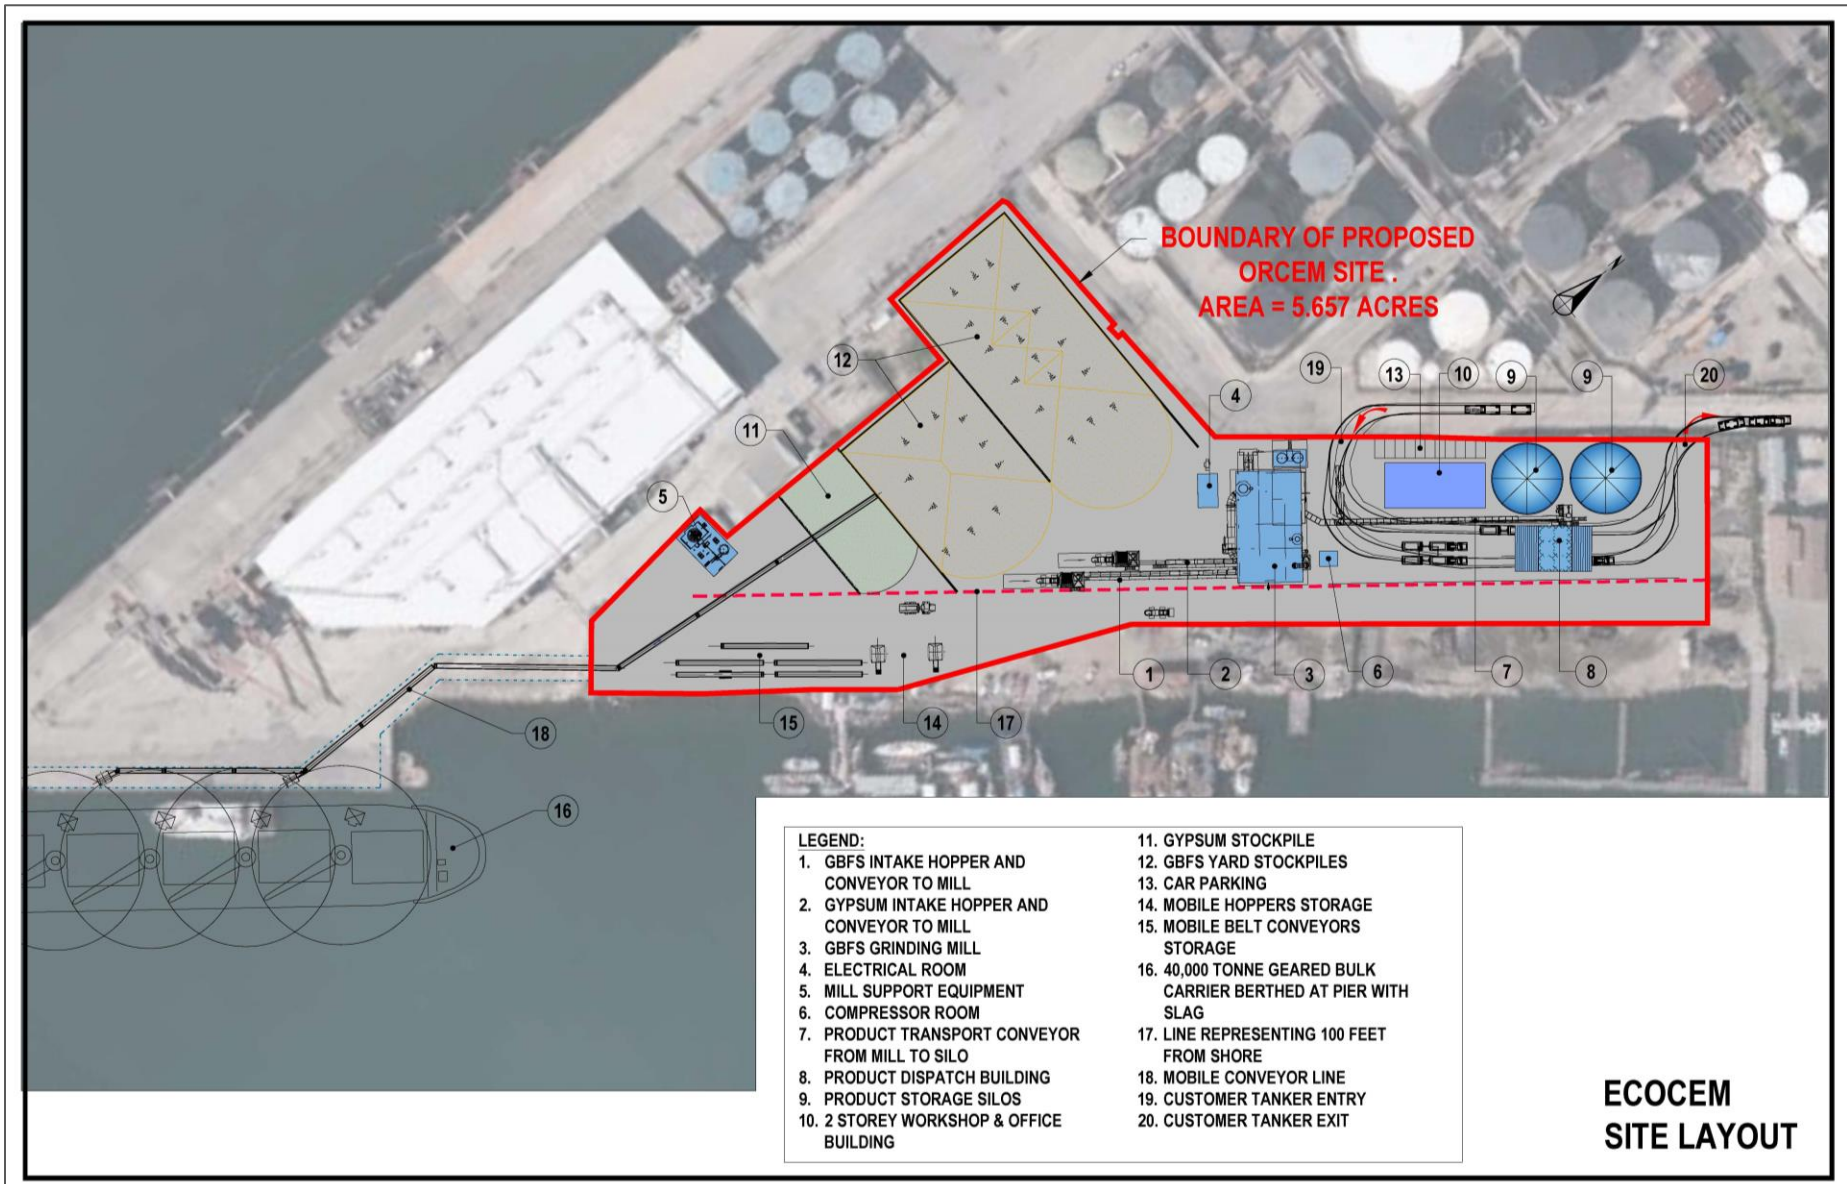 BOUNDARY OF PROPOSED
ORCEM SITE .
AREA = 5.657 ACRES
19
13
10
9
9
20
12
4
11
5
1
2
3
6
7
8
15
14
17
18
16
LEGEND:
1. GBFS INTAKE HOPPER AND
CONVEYOR TO MILL
2. GYPSUM INTAKE HOPPER AND
CONVEYOR TO MILL
3. GBFS GRINDING MILL
4. ELECTRICAL ROOM
5. MILL SUPPORT EQUIPMENT
6. COMPRESSOR ROOM
7. PRODUCT TRANSPORT CONVEYOR
FROM MILL TO SILO
8. PRODUCT DISPATCH BUILDING
9. PRODUCT STORAGE SILOS
10. 2 STOREY WORKSHOP & OFFICE
BUILDING
11. GYPSUM STOCKPILE
12. GBFS YARD STOCKPILES
13. CAR PARKING
14. MOBILE HOPPERS STORAGE
15. MOBILE BELT CONVEYORS
STORAGE
16. 40,000 TONNE GEARED BULK
CARRIER BERTHED AT PIER WITH
SLAG
17. LINE REPRESENTING 100 FEET
FROM SHORE
18. MOBILE CONVEYOR LINE
19. CUSTOMER TANKER ENTRY
20. CUSTOMER TANKER EXIT
ECOCEM
SITE LAYOUT